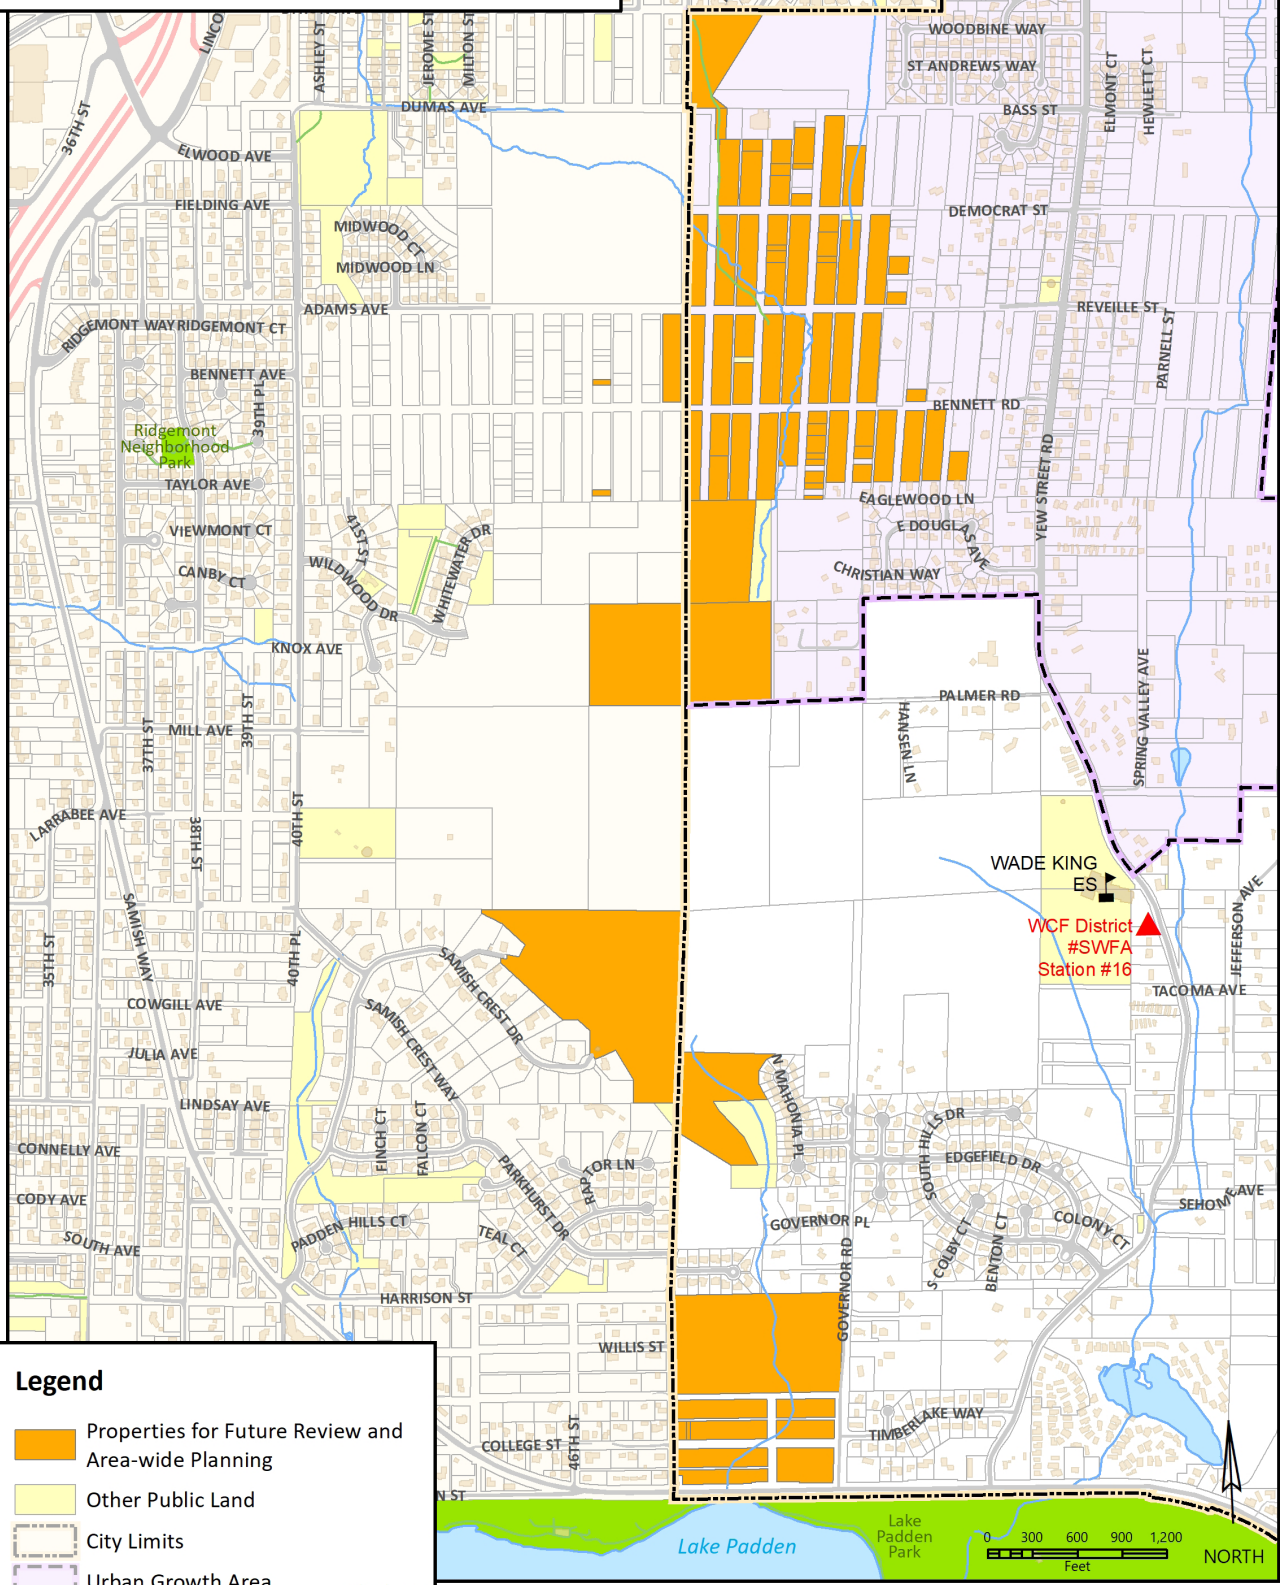 LINCO
ASHLEY ST
JEROME ST
MILTON ST
36TH ST
DUMAS AVE
ELWOOD AVE
FIELDING AVE
MIDWOOD CT
MIDWOOD LN
ADAMS AVE
RIDGEMONT WAY
RIDGEMONT CT
BENNETT AVE
39TH PL
Ridgemont
Neighborhood
Park
TAYLOR AVE
VIEWMONT CT
CANBY CT
41ST ST
WILDWOOD DR
WHITEWATER DR
KNOX AVE
39TH ST
37TH ST
MILL AVE
LARRABEE AVE
38TH ST
40TH ST
SAMISH WAY
35TH ST
40TH PL
COWGILL AVE
JULIA AVE
LINDSAY AVE
CONNELLY AVE
CODY AVE
SOUTH AVE
SAMISH CREST DR
SAMISH CREST WAY
FINCH CT
FALCON CT
PARKHURST DR
RAPTOR LN
PADDEN HILLS CT
TEAL CT
HARRISON ST
WILLIS ST
COLLEGE ST
46TH ST
N ST
WOODBINE WAY
ST ANDREWS WAY
BASS ST
ELMONT CT
HEWLETT CT
DEMOCRAT ST
REVEILLE ST
PARNELL ST
BENNETT RD
YEW STREET RD
EAGLEWOOD LN
E DOUGLAS AVE
CHRISTIAN WAY
PALMER RD
HANSEN LN
SPRING VALLEY AVE
WADE KING
ES
WCF District
#SWFA
Station #16
JEFFERSON AVE
TACOMA AVE
N MAHONIA PL
SOUTH HILLS DR
EDGEFIELD DR
SEHOME AVE
GOVERNOR PL
GOVERNOR RD
S COLBY CT
BENTON CT
COLONY CT
TIMBERLAKE WAY
Lake Padden
Lake
Padden
Park
0 300 600 900 1,200
Feet
NORTH
Legend
Properties for Future Review and
Area-wide Planning
Other Public Land
City Limits
Urban Growth Area